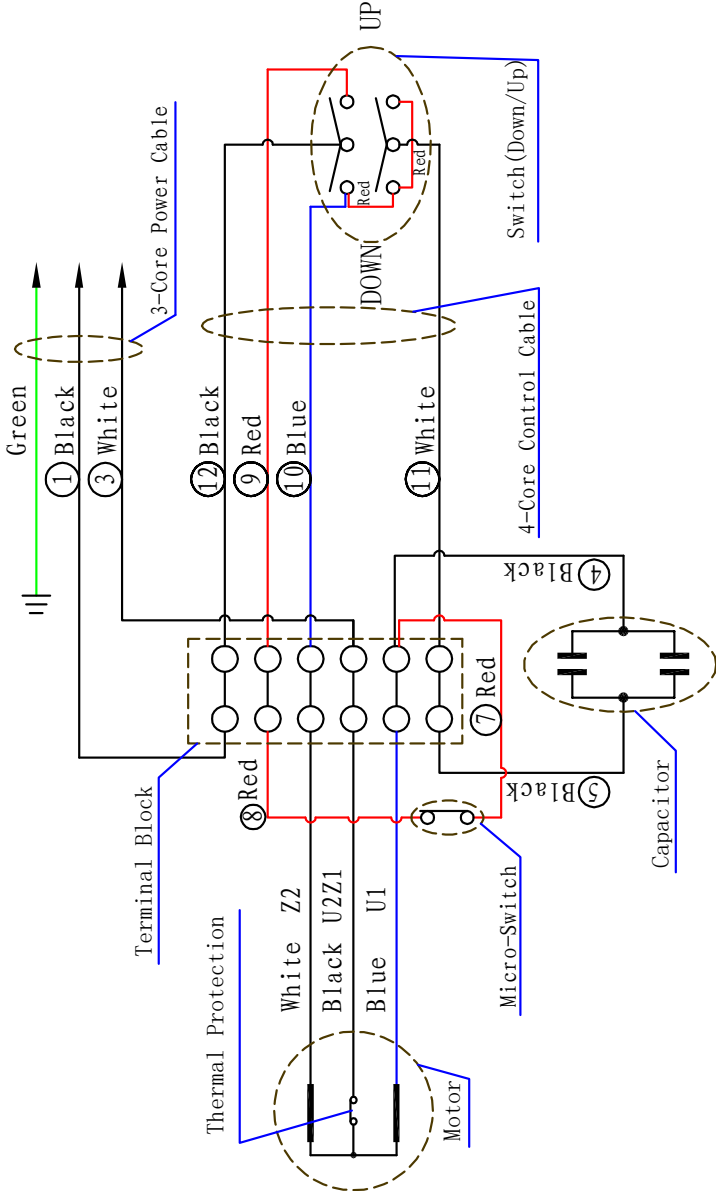 Green
① Black
③ White
3-Core Power Cable
⑫ Black
⑨ Red
⑩ Blue
⑪ White
4-Core Control Cable
UP
DOWN
Red
Red
Switch(Down/Up)
Terminal Block
⑧ Red
⑦ Red
④ Black
⑤ Black
Capacitor
Micro-Switch
Thermal Protection
White Z2
Black U2Z1
Blue U1
Motor